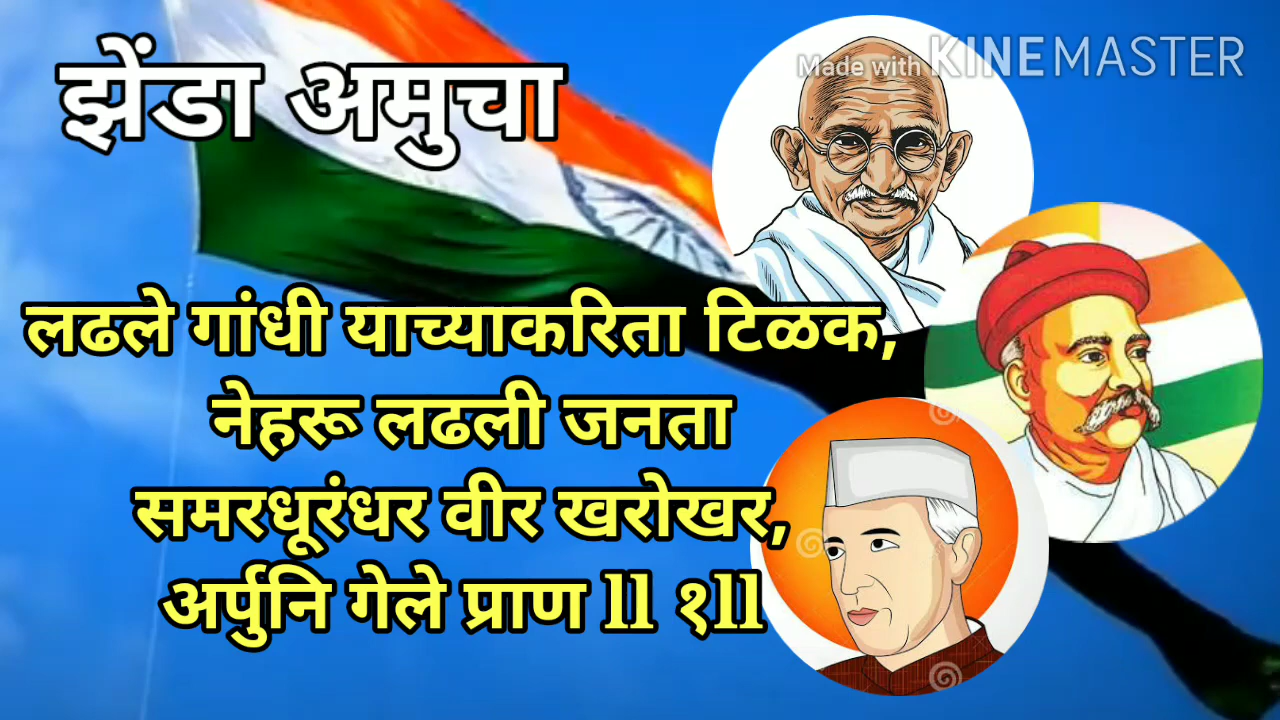 Made with KINEMASTER
झेंडा अमुचा
लढले गांधी याच्याकरिता टिळक,
नेहरू लढली जनता
समरधूरंधर वीर खरोखर,
अर्पुनि गेले प्राण ll १ll